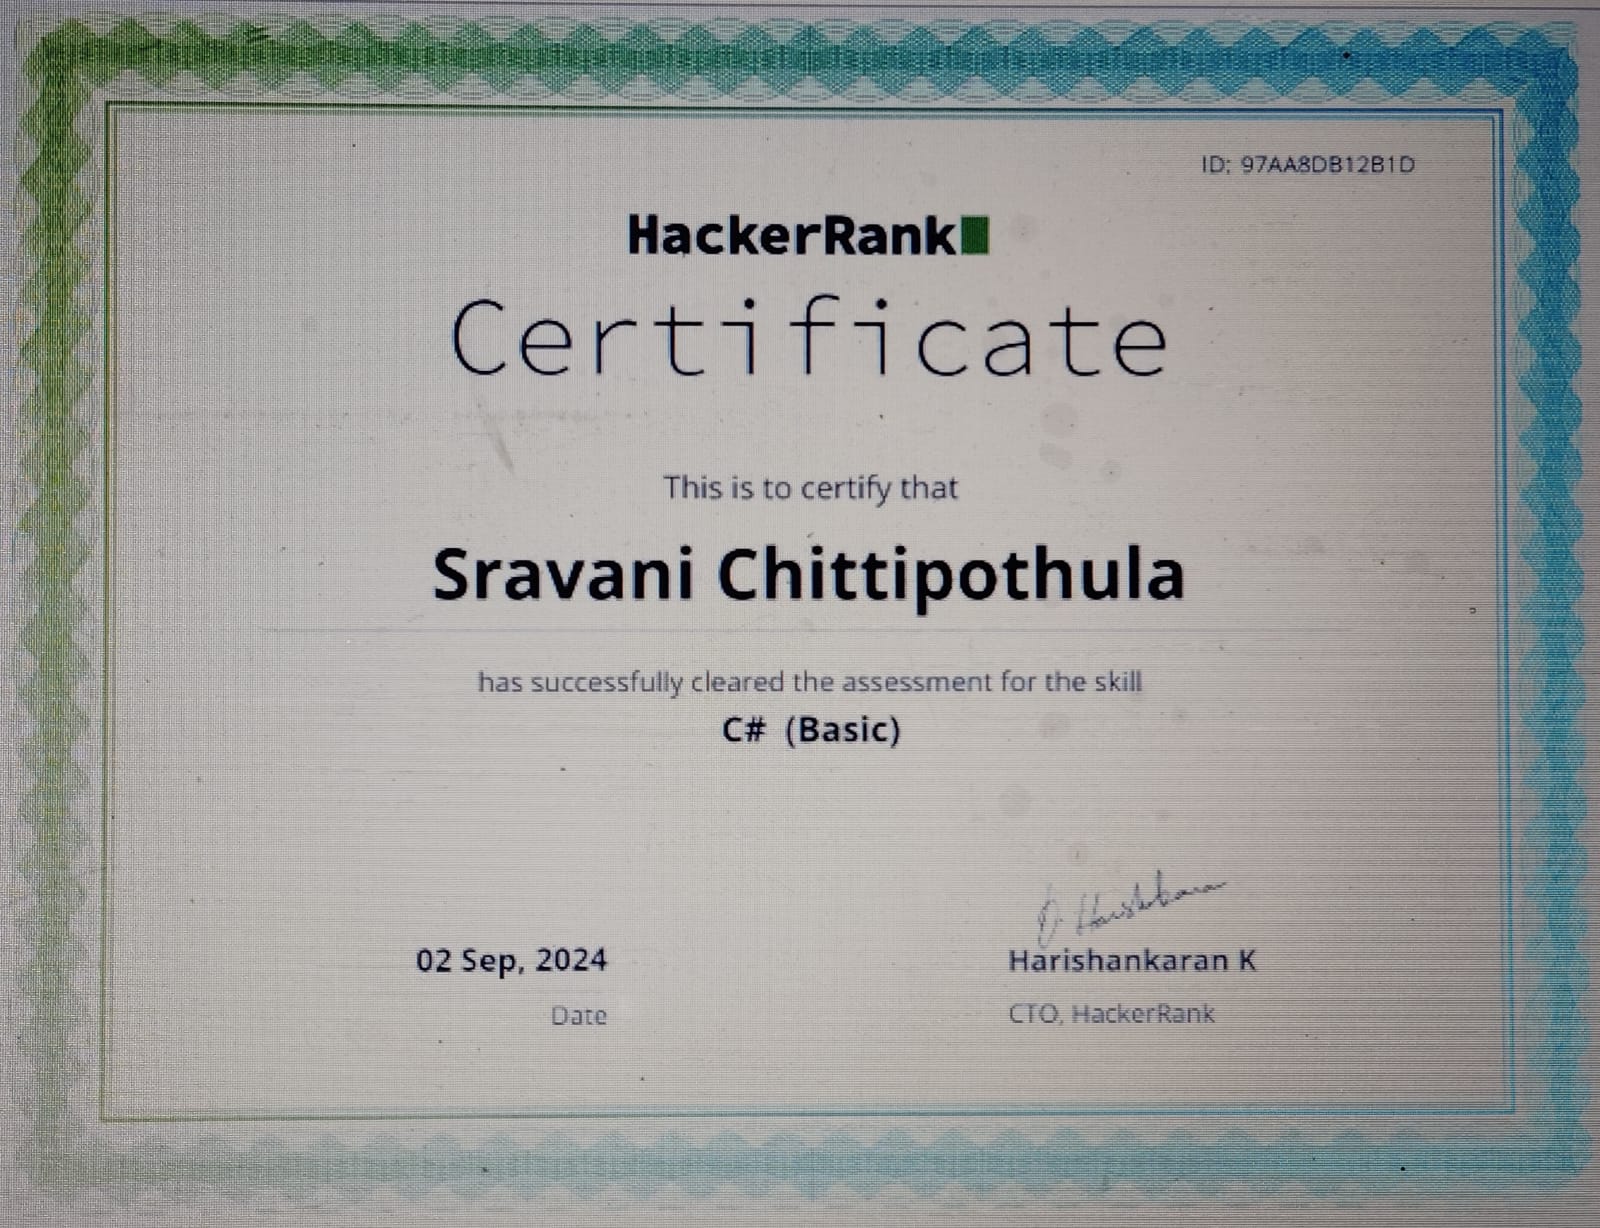 ID: 97AA8DB12B1D
HackerRank
Certificate
This is to certify that
Sravani Chittipothula
has successfully cleared the assessment for the skill
C# (Basic)
02 Sep, 2024
Harishankaran K
Date
CTO, HackerRank